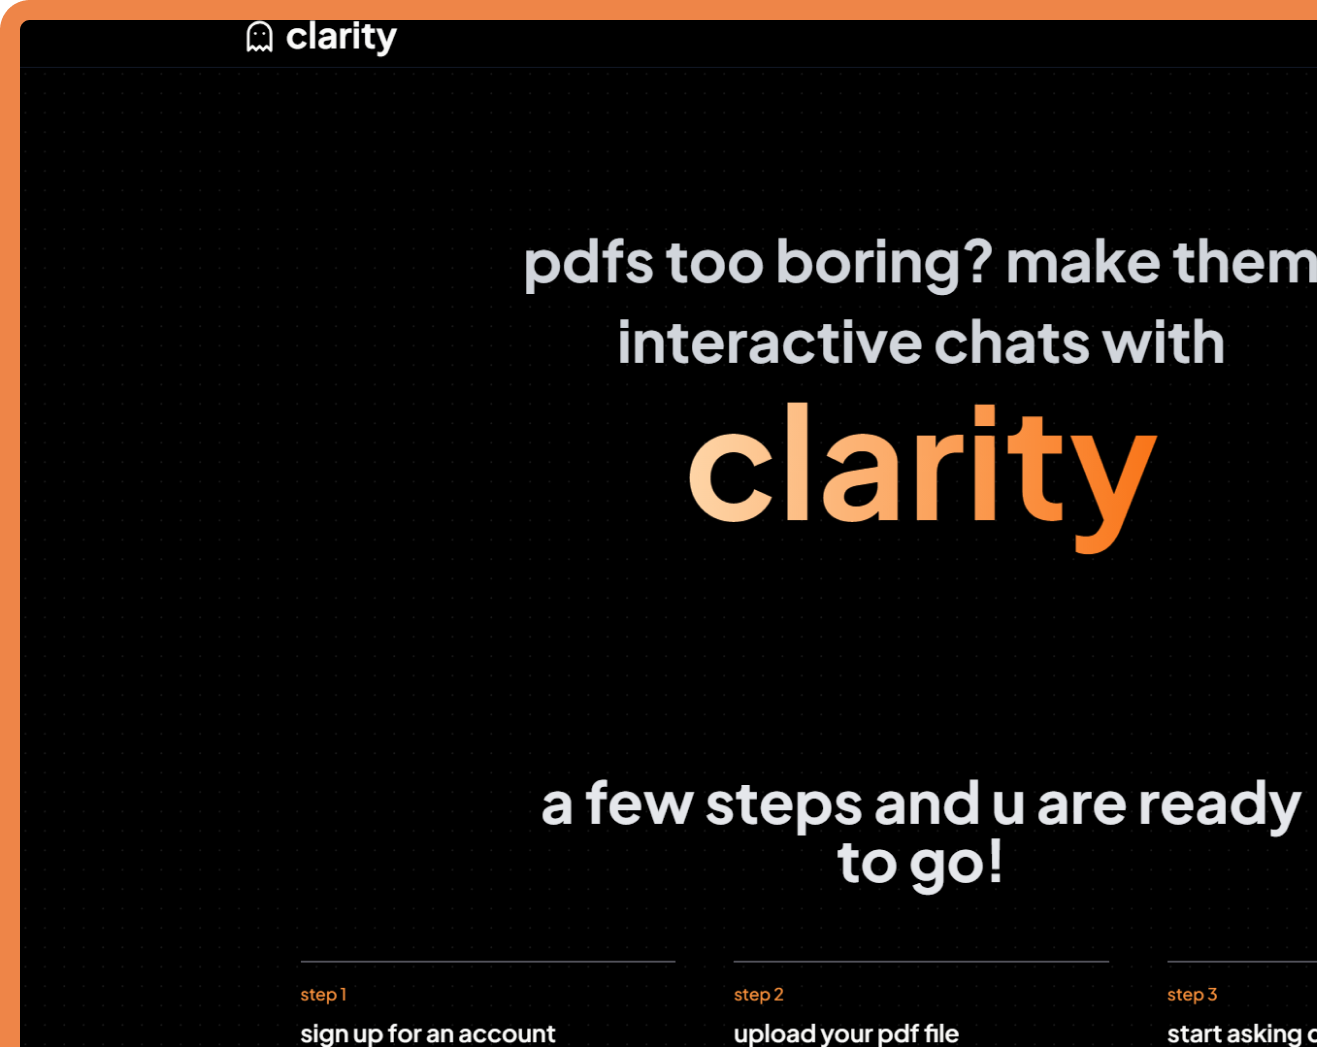 clarity
pdfs too boring? make them
interactive chats with
clarity
a few steps and u are ready
to go!
step 1
sign up for an account
step 2
upload your pdf file
step 3
start asking